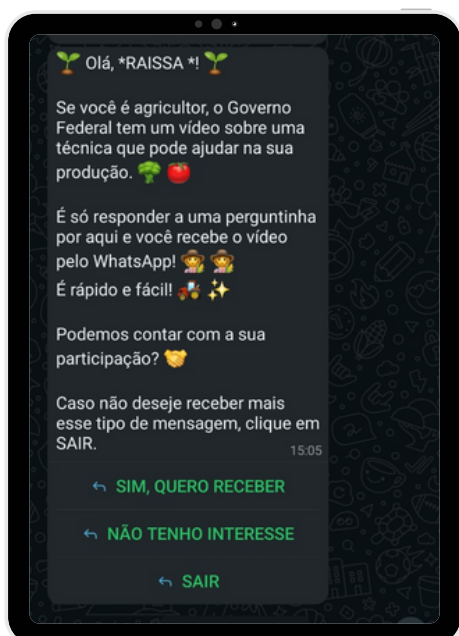 🌱 Olá, *RAISSA *! 🌱
Se você é agricultor, o Governo
Federal tem um vídeo sobre uma
técnica que pode ajudar na sua
produção. 🥦 🍅
É só responder a uma perguntinha
por aqui e você recebe o vídeo
pelo WhatsApp! 👩‍🌾 👩‍🌾
É rápido e fácil! 🚜 ✨
Podemos contar com a sua
participação? 🤝
Caso não deseje receber mais
esse tipo de mensagem, clique em
SAIR.
15:05
SIM, QUERO RECEBER
NÃO TENHO INTERESSE
SAIR